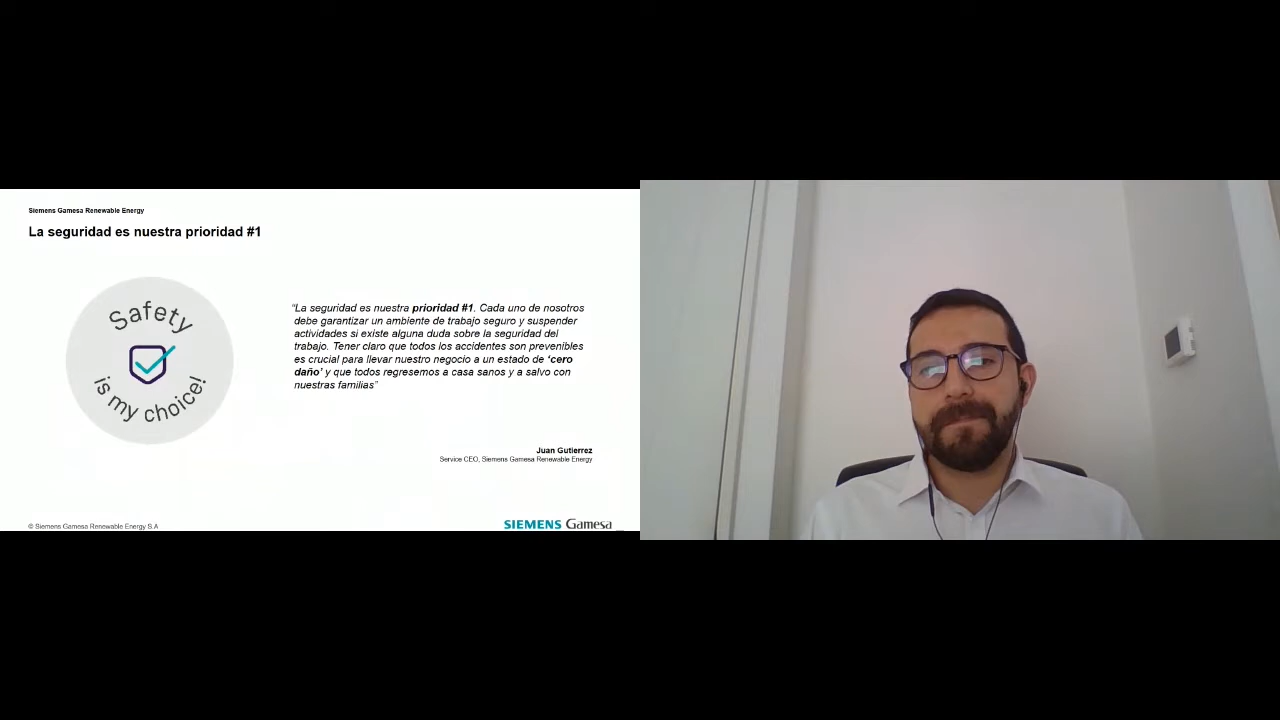 Siemens Gamesa Renewable Energy
La seguridad es nuestra prioridad #1
Safety
is my choice!
“La seguridad es nuestra prioridad #1. Cada uno de nosotros
debe garantizar un ambiente de trabajo seguro y suspender
actividades si existe alguna duda sobre la seguridad del
trabajo. Tener claro que todos los accidentes son prevenibles
es crucial para llevar nuestro negocio a un estado de ‘cero
daño’ y que todos regresemos a casa sanos y a salvo con
nuestras familias”
Juan Gutierrez
Service CEO, Siemens Gamesa Renewable Energy
© Siemens Gamesa Renewable Energy S.A
SIEMENS Gamesa